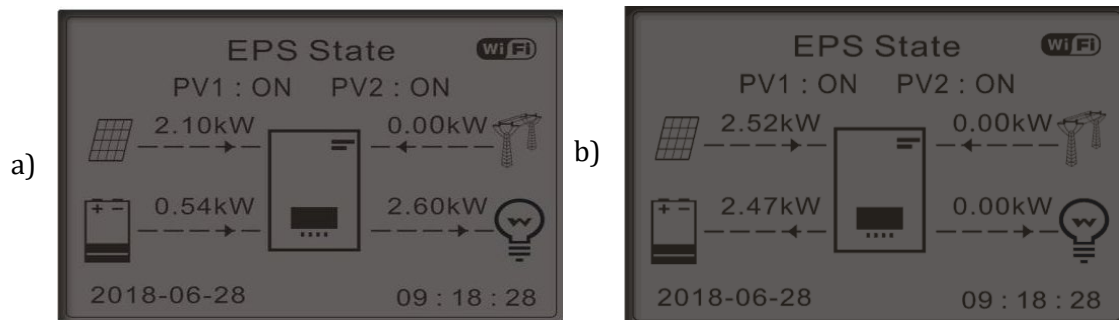 a)
EPS State WiFi
PV1 : ON PV2 : ON
2.10kW 0.00kW
+ − 0.54kW 2.60kW W
2018-06-28 09 : 18 : 28
b)
EPS State WiFi
PV1 : ON PV2 : ON
2.52kW 0.00kW
+ − 2.47kW 0.00kW W
2018-06-28 09 : 18 : 28